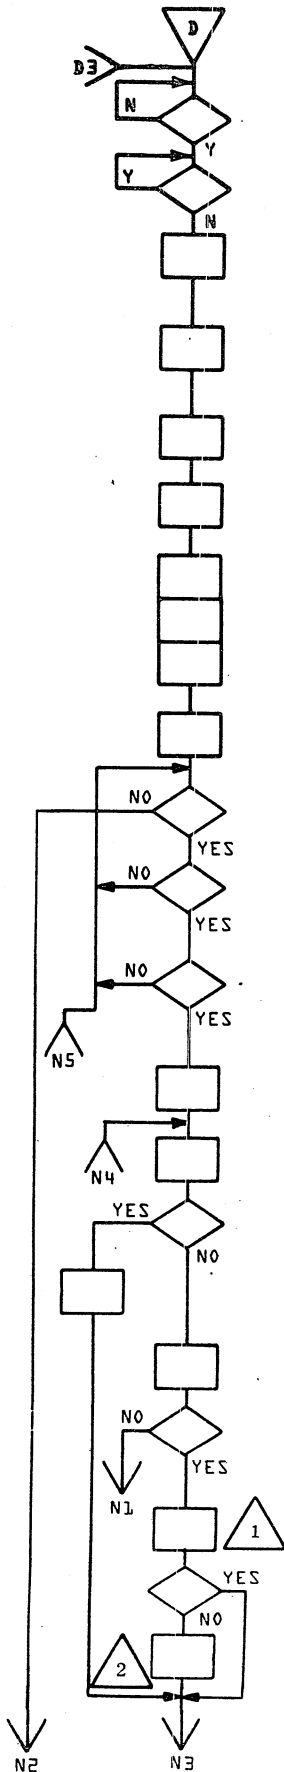 D
D3
N
Y
Y
N
NO
YES
NO
YES
NO
YES
N5
N4
YES
NO
NO
YES
N1
1
YES
NO
2
N2
N3